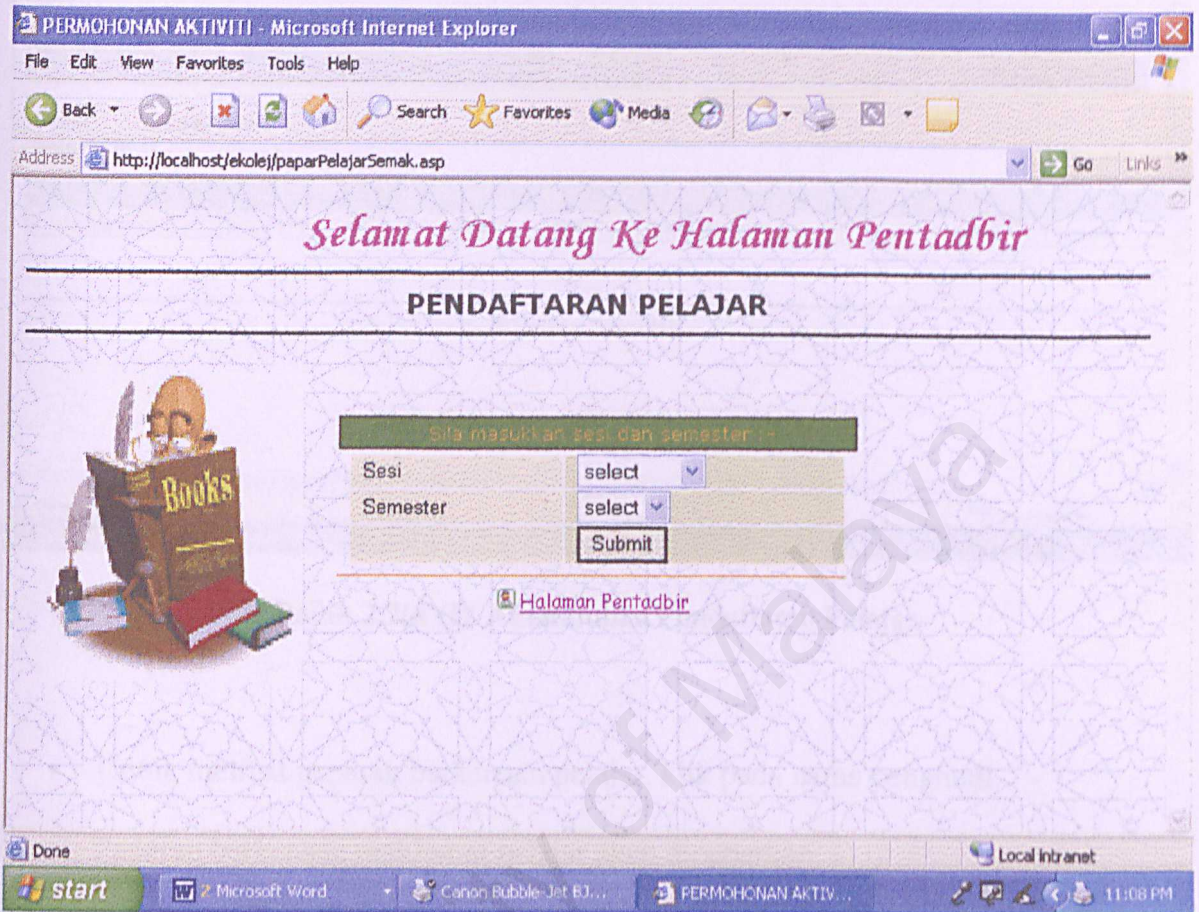 PERMOHONAN AKTIVITI - Microsoft Internet Explorer
File Edit View Favorites Tools Help
Back Search Favorites Media
Address http://localhost/ekolej/paparPelajarSemak.asp Go Links »
Selamat Datang Ke Halaman Pentadbir
PENDAFTARAN PELAJAR
Books
Sila masukkan sesi dan semester :-
Sesi select
Semester select
Submit
Halaman Pentadbir
Done Local intranet
start 2 Microsoft Word Canon Bubble-Jet BJ... PERMOHONAN AKTIV... 11:08 PM
of Malaya